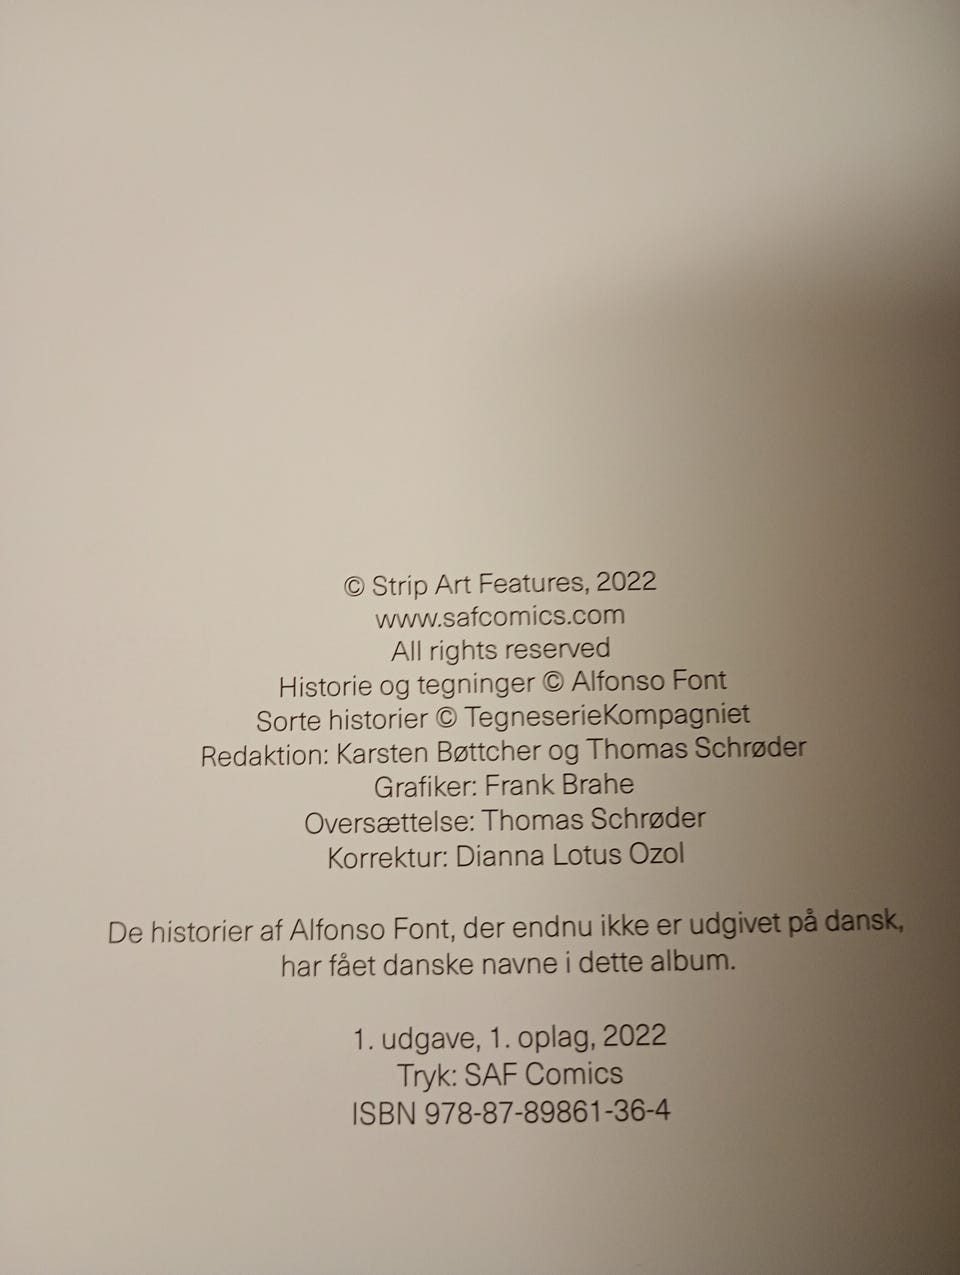 © Strip Art Features, 2022
www.safcomics.com
All rights reserved
Historie og tegninger © Alfonso Font
Sorte historier © TegneserieKompagniet
Redaktion: Karsten Bøttcher og Thomas Schrøder
Grafiker: Frank Brahe
Oversættelse: Thomas Schrøder
Korrektur: Dianna Lotus Ozol
De historier af Alfonso Font, der endnu ikke er udgivet på dansk,
har fået danske navne i dette album.
1. udgave, 1. oplag, 2022
Tryk: SAF Comics
ISBN 978-87-89861-36-4